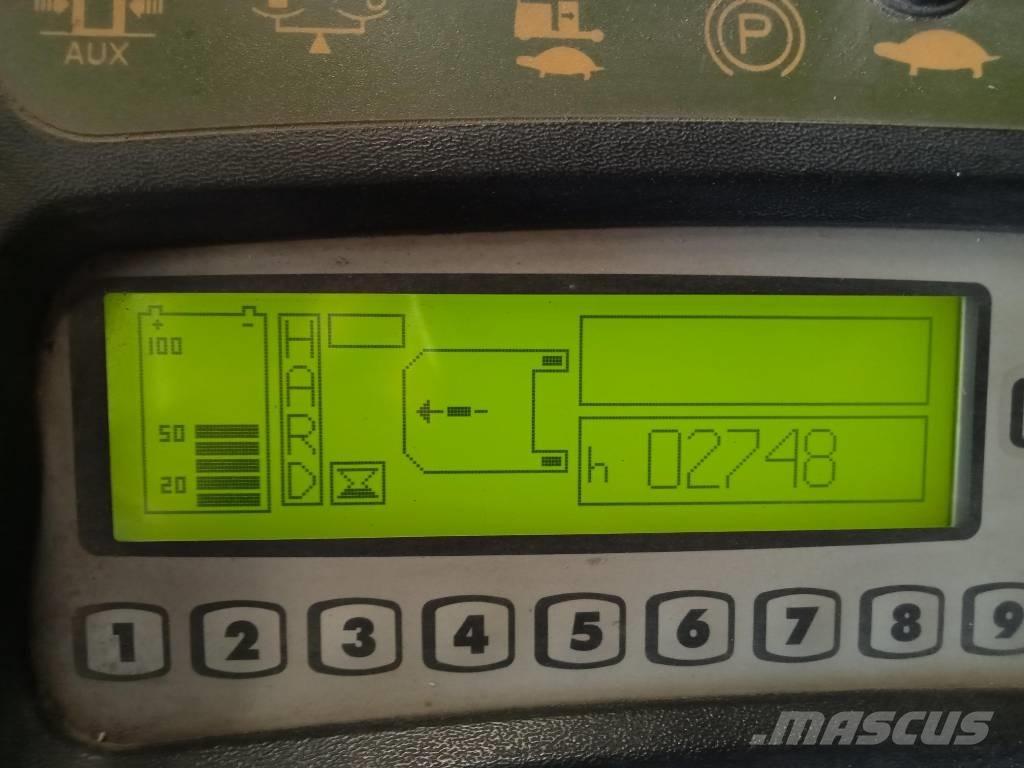 AUX
P
+ -
100
50
20
HARD
h 02748
1 2 3 4 5 6 7 8 9
MASCUS